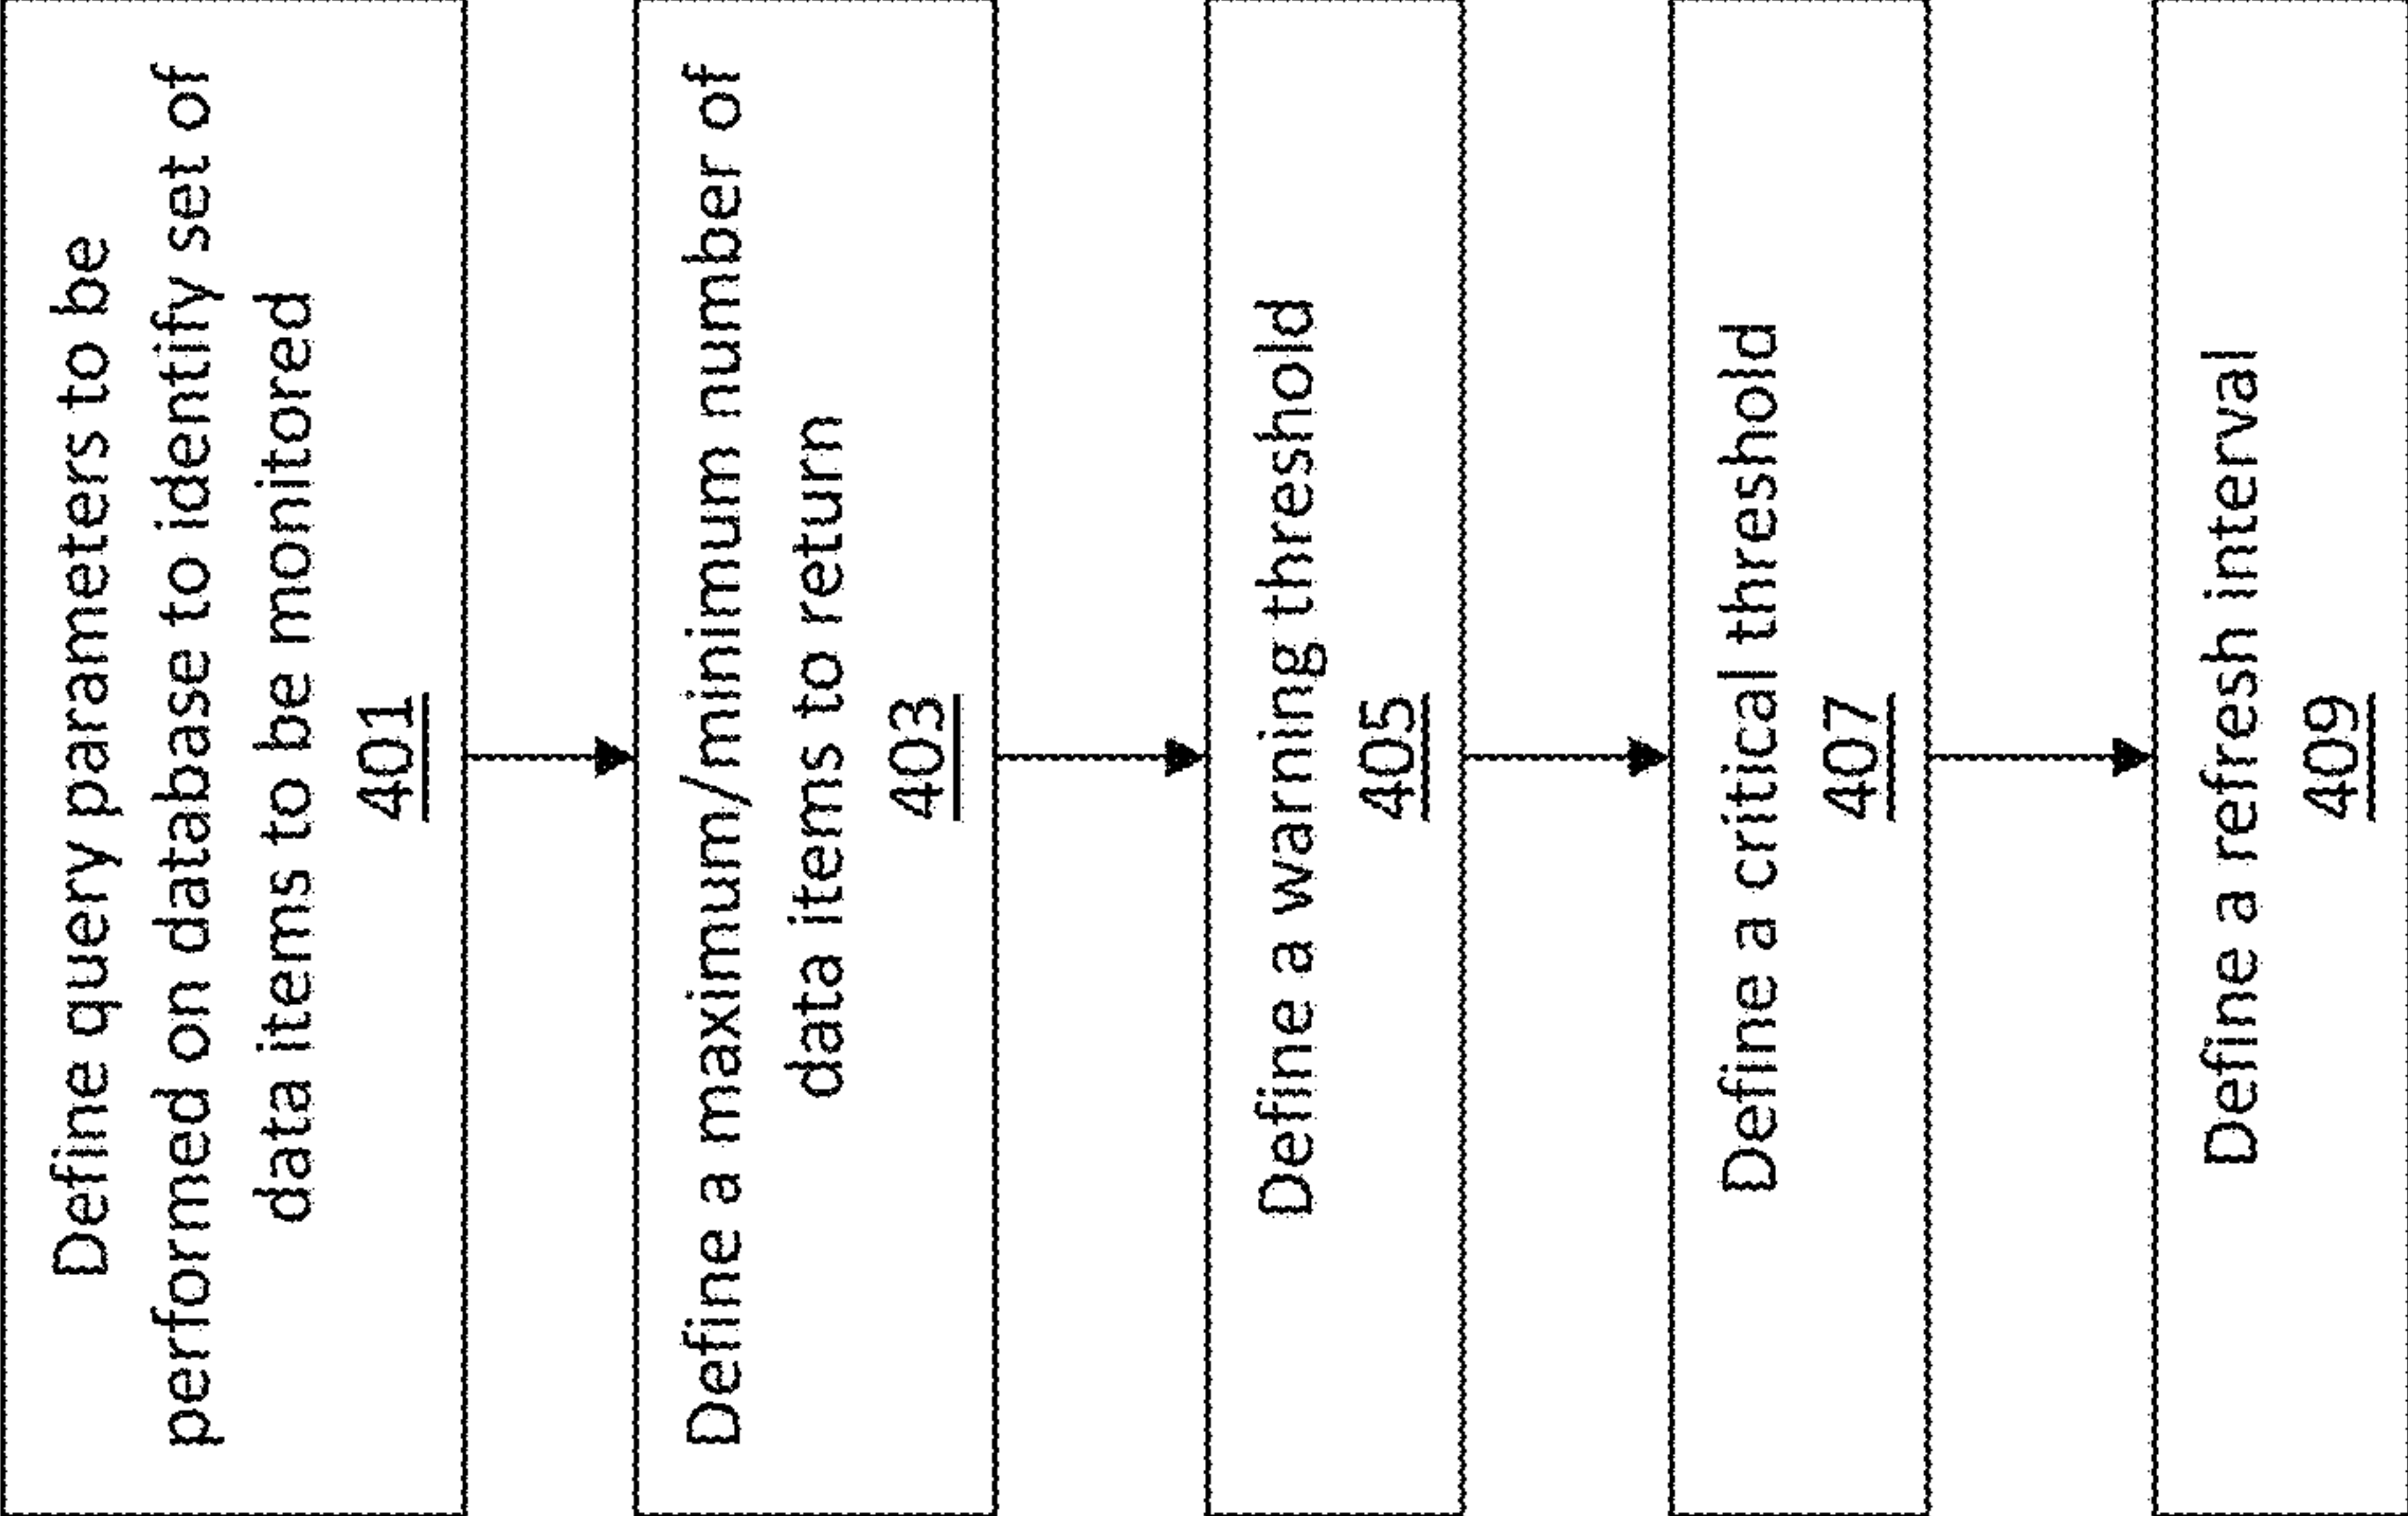 Define query parameters to be
performed on database to identify set of
data items to be monitored
401
Define a maximum/minimum number of
data items to return
403
Define a warning threshold
405
Define a critical threshold
407
Define a refresh interval
409